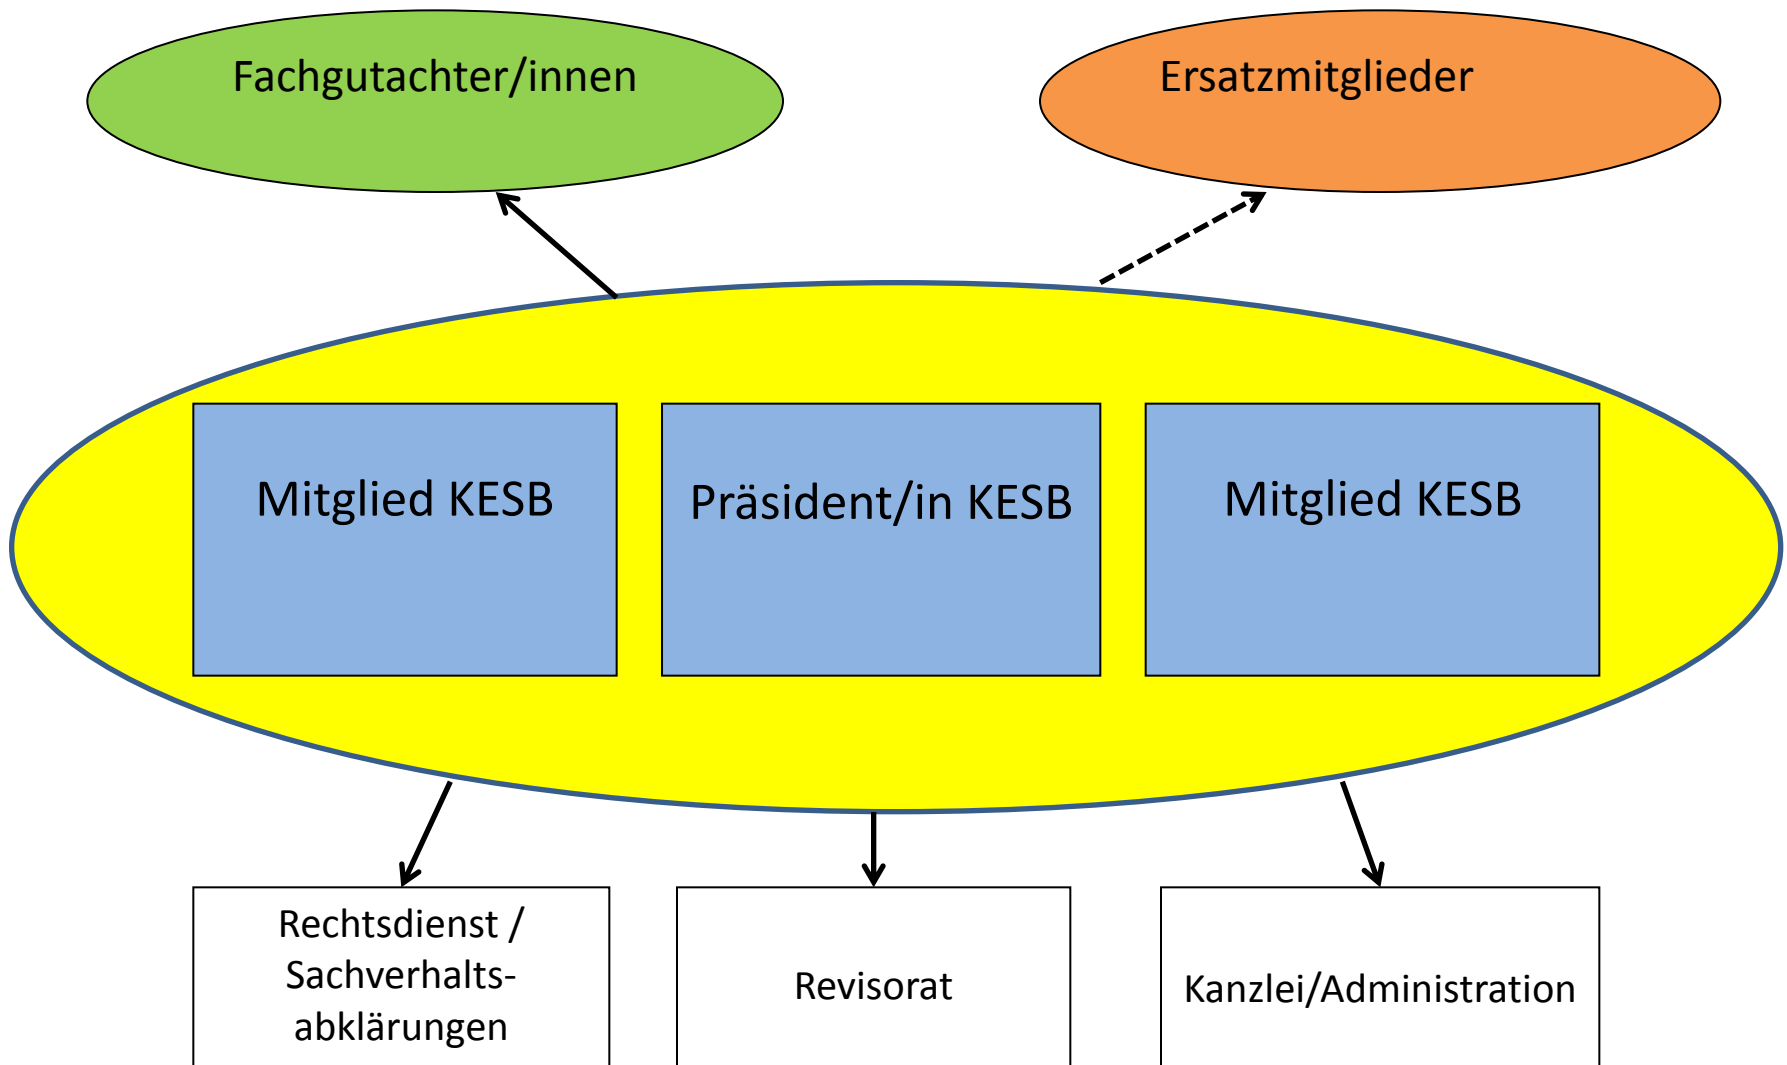 Fachgutachter/innen
Ersatzmitglieder
Mitglied KESB
Präsident/in KESB
Mitglied KESB
Rechtsdienst /
Sachverhalts-
abklärungen
Revisorat
Kanzlei/Administration